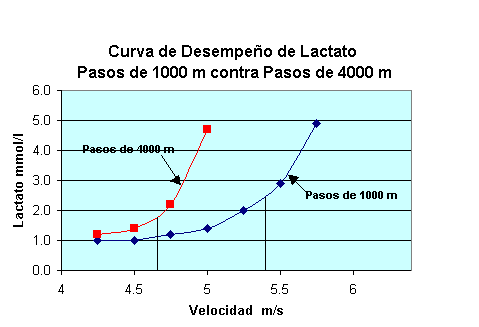 Curva de Desempeño de Lactato
Pasos de 1000 m contra Pasos de 4000 m
Lactato mmol/l
6.0
5.0
4.0
3.0
2.0
1.0
0.0
Pasos de 4000 m
Pasos de 1000 m
4 4.5 5 5.5 6
Velocidad m/s